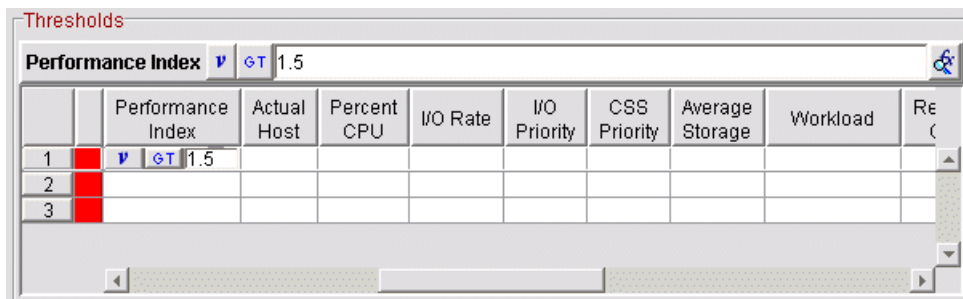 Thresholds
Performance Index v GT 1.5
Performance Index Actual Host Percent CPU I/O Rate I/O Priority CSS Priority Average Storage Workload Re
1 v GT 1.5
2
3